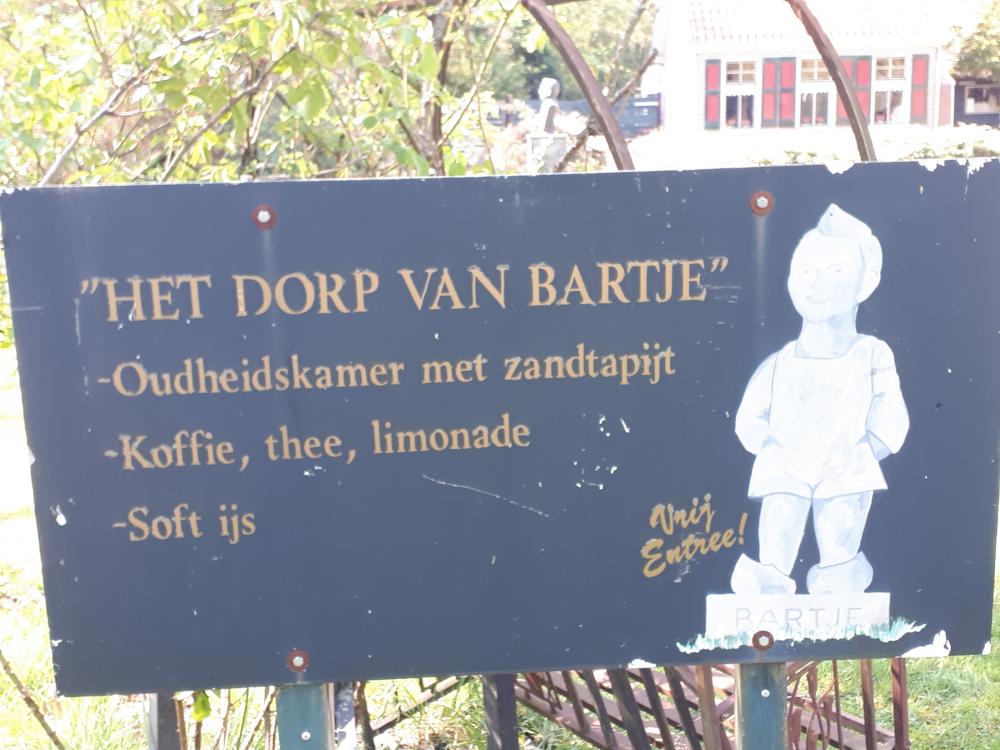 "HET DORP VAN BARTJE"
-Oudheidskamer met zandtapijt
-Koffie, thee, limonade
-Soft ijs
Vrij
Entree!
BARTJE